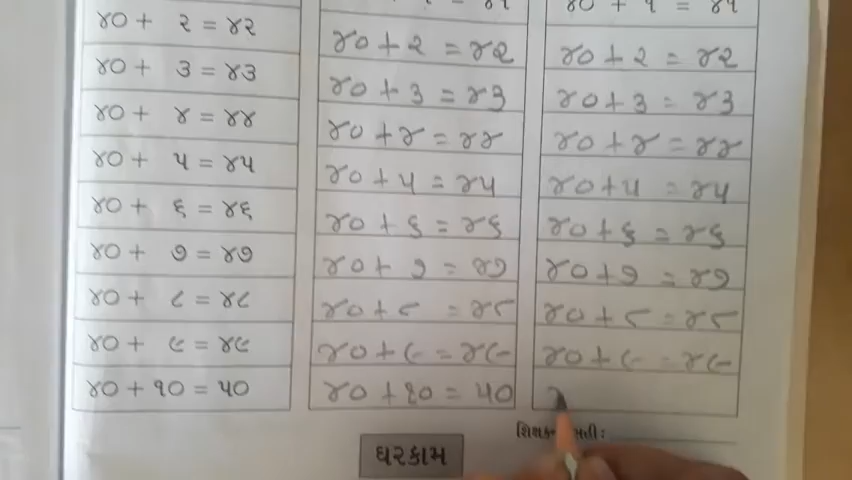 ૪૦ + ૨ = ૪૨ ૪૦ + ૨ = ૪૨ ૪૦ + ૨ = ૪૨
૪૦ + ૩ = ૪૩ ૪૦ + ૩ = ૪૩ ૪૦ + ૩ = ૪૩
૪૦ + ૪ = ૪૪ ૪૦ + ૪ = ૪૪ ૪૦ + ૪ = ૪૪
૪૦ + ૫ = ૪૫ ૪૦ + ૫ = ૪૫ ૪૦ + ૫ = ૪૫
૪૦ + ૬ = ૪૬ ૪૦ + ૬ = ૪૬ ૪૦ + ૬ = ૪૬
૪૦ + ૭ = ૪૭ ૪૦ + ૭ = ૪૭ ૪૦ + ૭ = ૪૭
૪૦ + ૮ = ૪૮ ૪૦ + ૮ = ૪૮ ૪૦ + ૮ = ૪૮
૪૦ + ૯ = ૪૯ ૪૦ + ૯ = ૪૯ ૪૦ + ૯ = ૪૯
૪૦ + ૧૦ = ૫૦ ૪૦ + ૧૦ = ૫૦
ઘરકામ